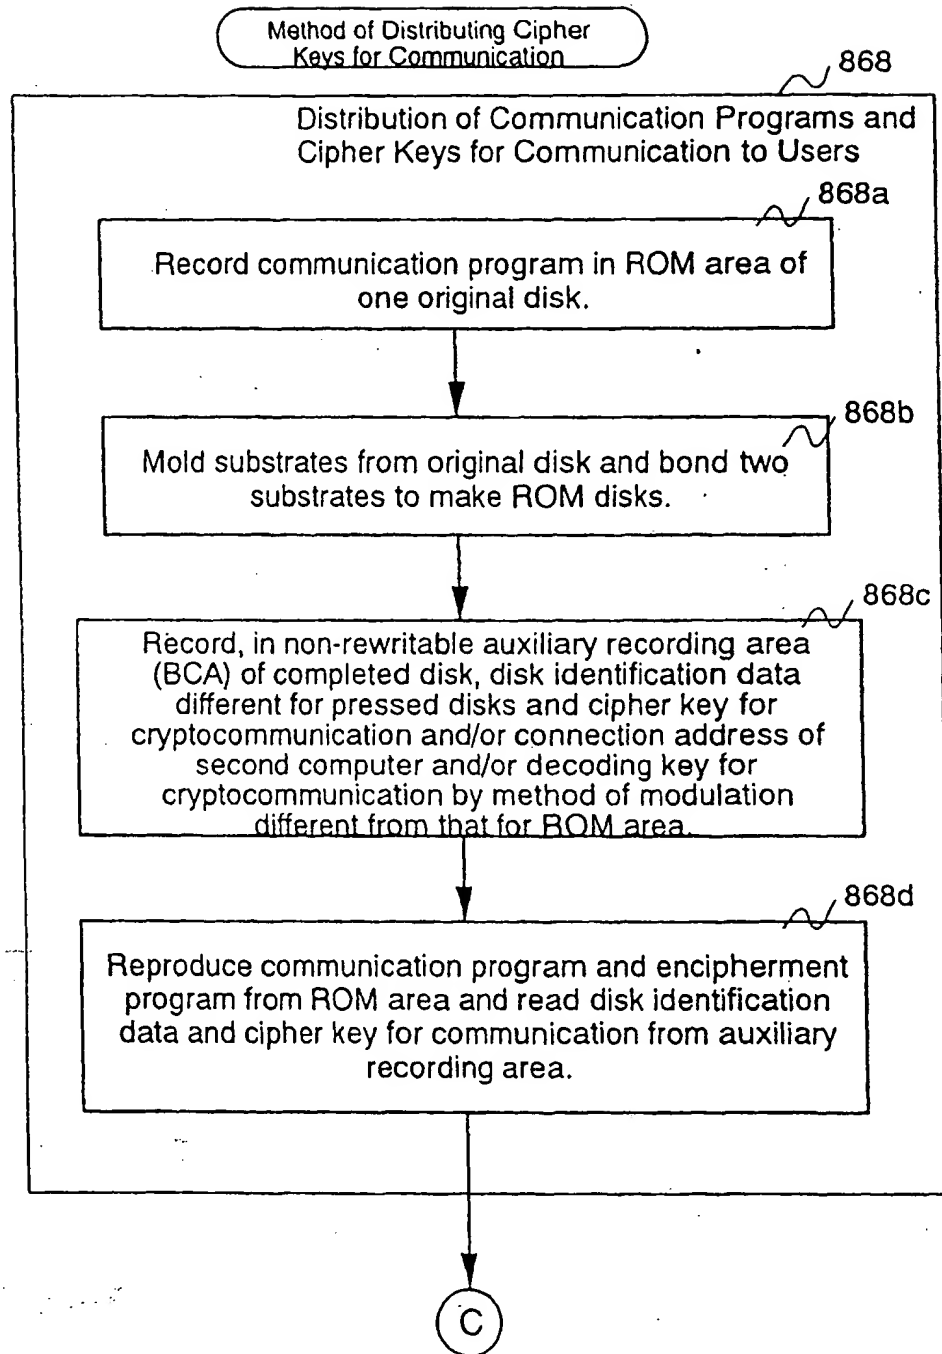 Method of Distributing Cipher
Keys for Communication
868
Distribution of Communication Programs and
Cipher Keys for Communication to Users
868a
Record communication program in ROM area of
one original disk.
868b
Mold substrates from original disk and bond two
substrates to make ROM disks.
868c
Record, in non-rewritable auxiliary recording area
(BCA) of completed disk, disk identification data
different for pressed disks and cipher key for
cryptocommunication and/or connection address of
second computer and/or decoding key for
cryptocommunication by method of modulation
different from that for ROM area.
868d
Reproduce communication program and encipherment
program from ROM area and read disk identification
data and cipher key for communication from auxiliary
recording area.
C